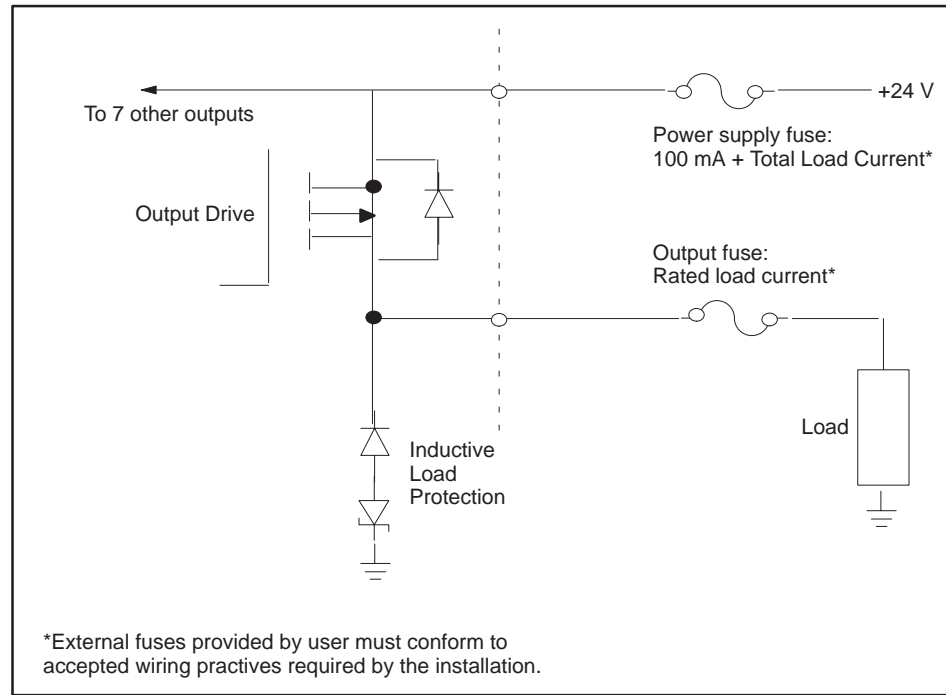 +24 V
To 7 other outputs
Power supply fuse:
100 mA + Total Load Current*
Output Drive
Output fuse:
Rated load current*
Load
Inductive
Load
Protection
*External fuses provided by user must conform to
accepted wiring practives required by the installation.